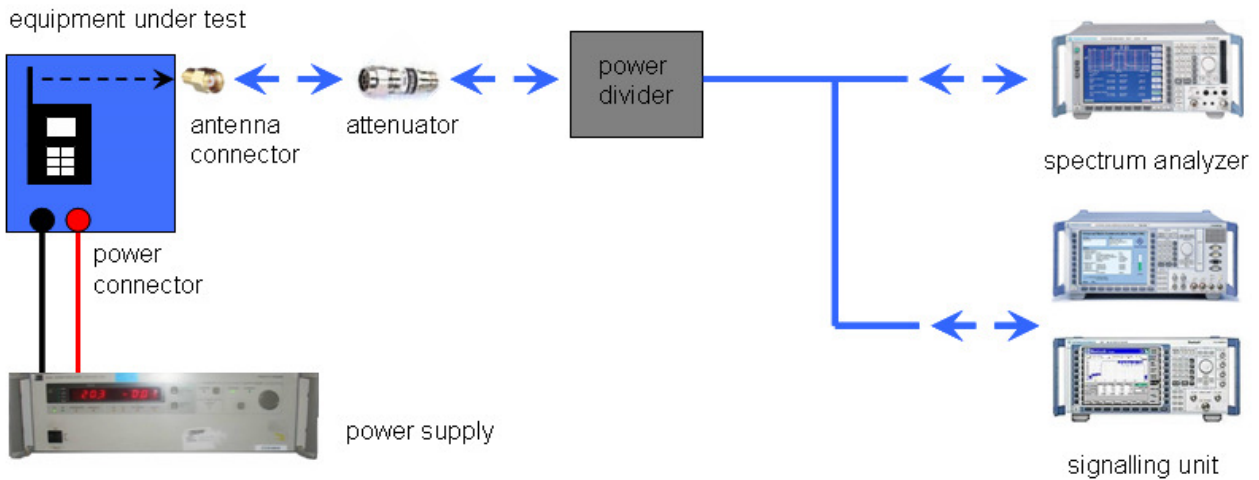 equipment under test
antenna
connector
attenuator
power
divider
spectrum analyzer
power
connector
power supply
signalling unit